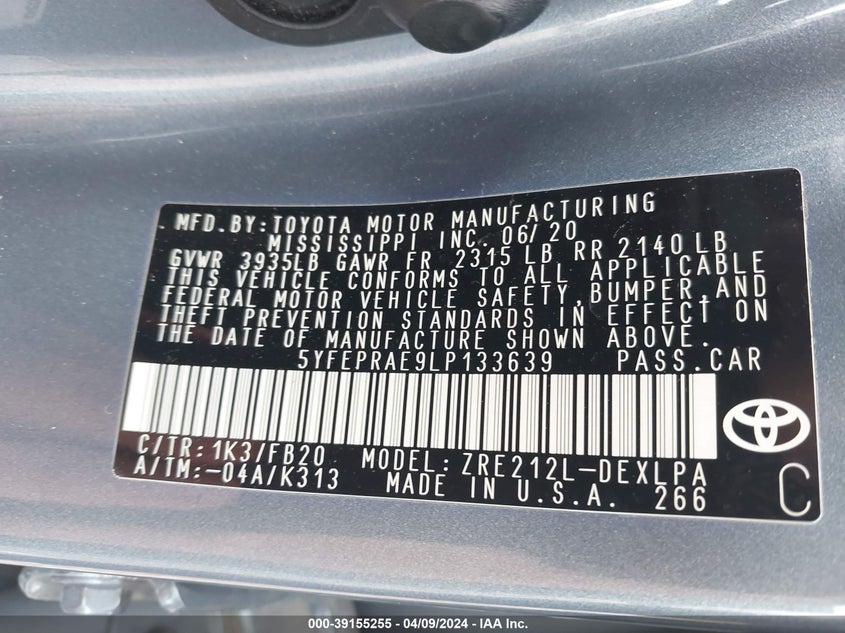 MFD.BY:TOYOTA MOTOR MANUFACTURING
MISSISSIPPI INC. 06/20
GVWR 3935LB GAWR FR 2315 LB RR 2140 LB
THIS VEHICLE CONFORMS TO ALL APPLICABLE
FEDERAL MOTOR VEHICLE SAFETY,BUMPER,AND
THEFT PREVENTION STANDARDS IN EFFECT ON
THE DATE OF MANUFACTURE SHOWN ABOVE.
5YFEPRAE9LP133639 PASS.CAR
C/TR:1K3/FB20 MODEL:ZRE212L-DEXLPA
A/TM:-04A/K313 MADE IN U.S.A. 266
C
000-39155255 - 04/09/2024 - IAA Inc.